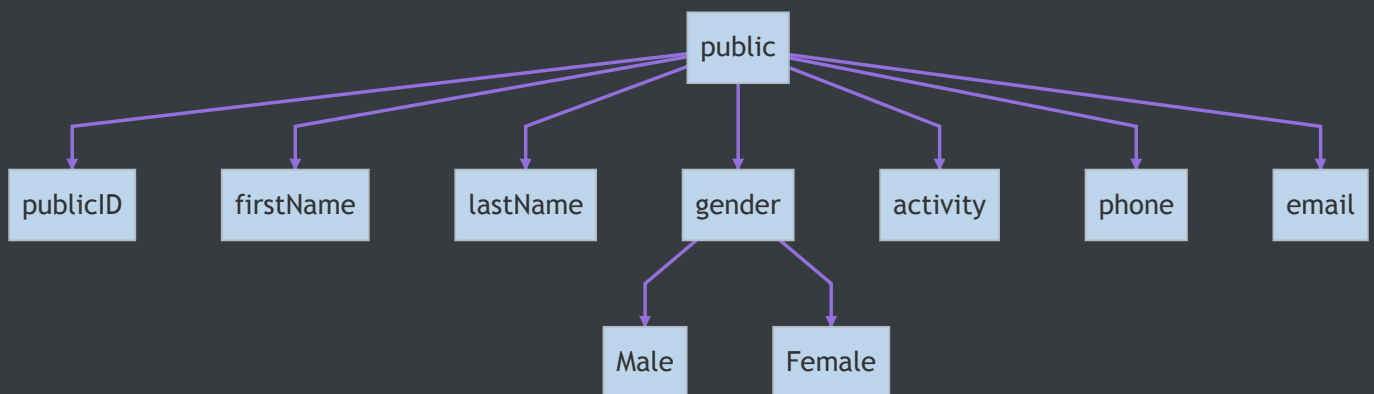 public
publicID
firstName
lastName
gender
activity
phone
email
Male
Female